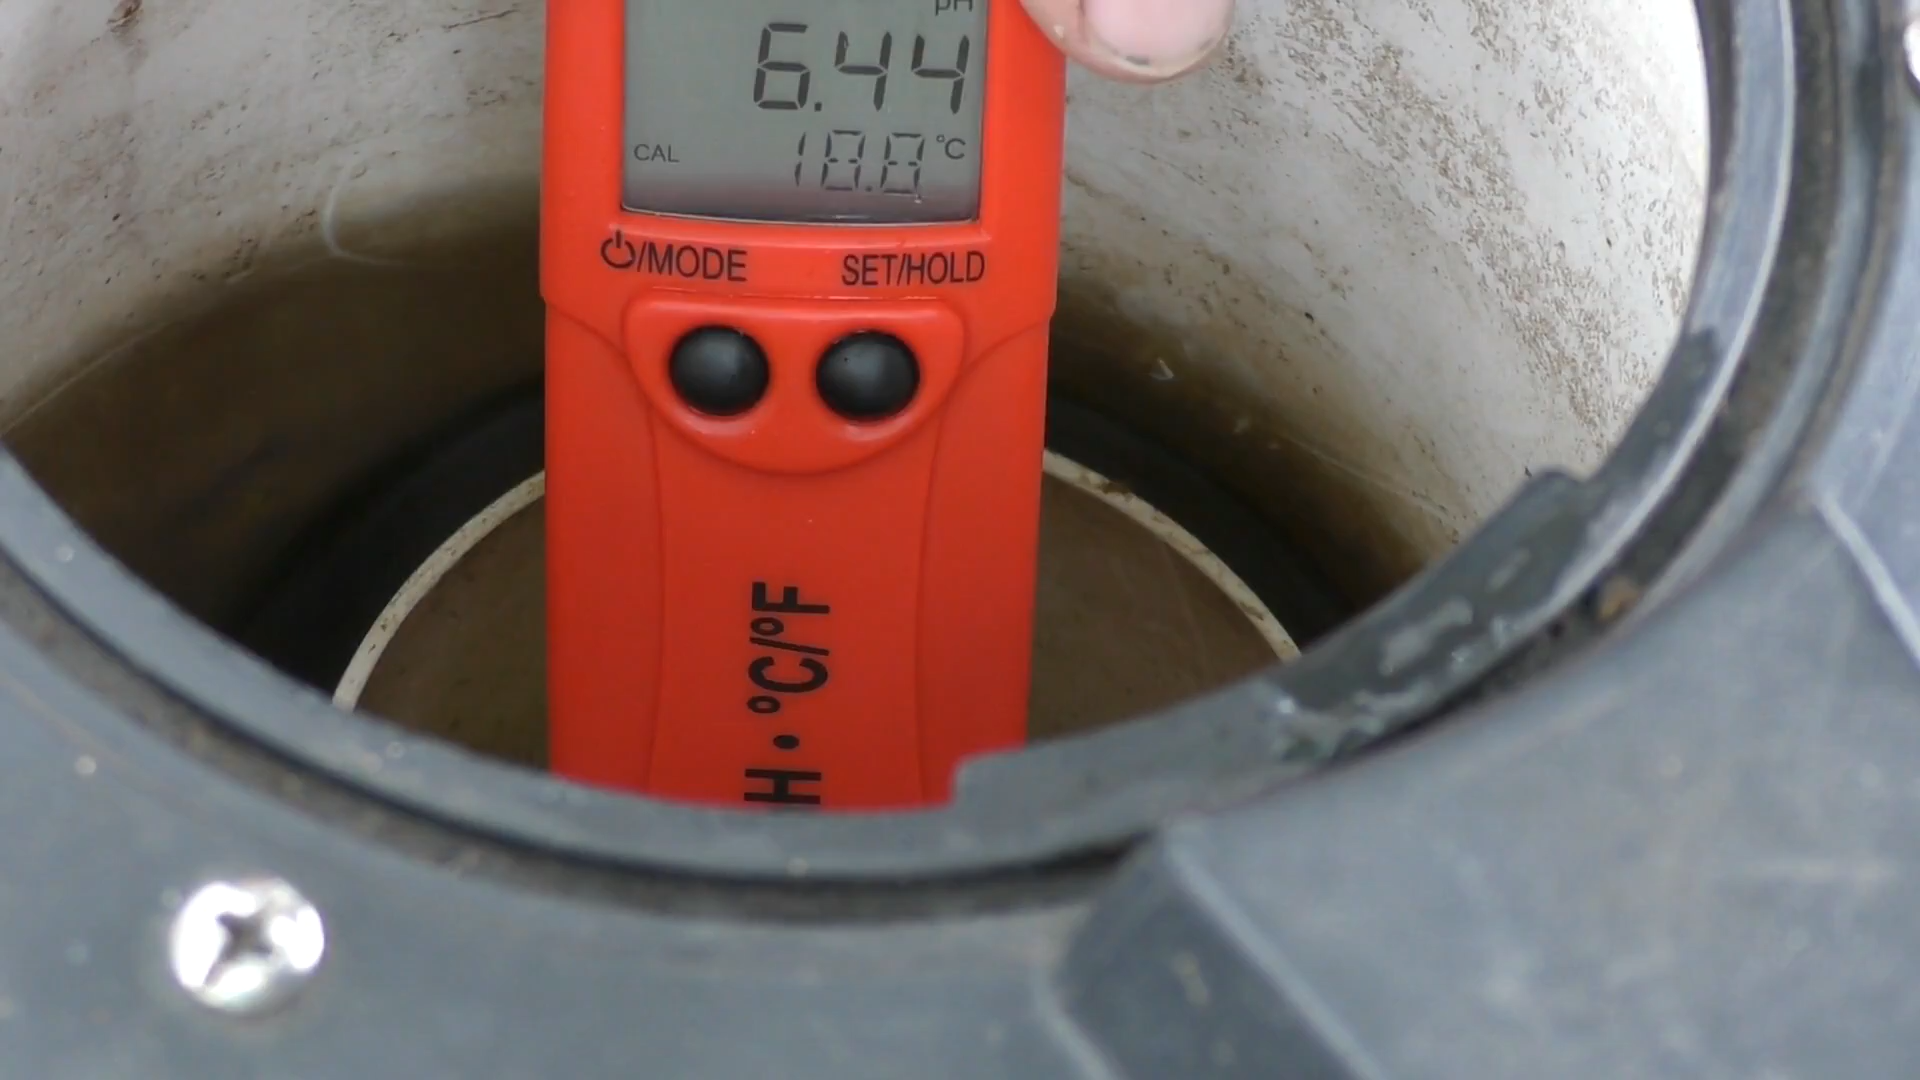 pH
6.44
CAL 18.8 °C
⏻/MODE SET/HOLD
H • °C/°F